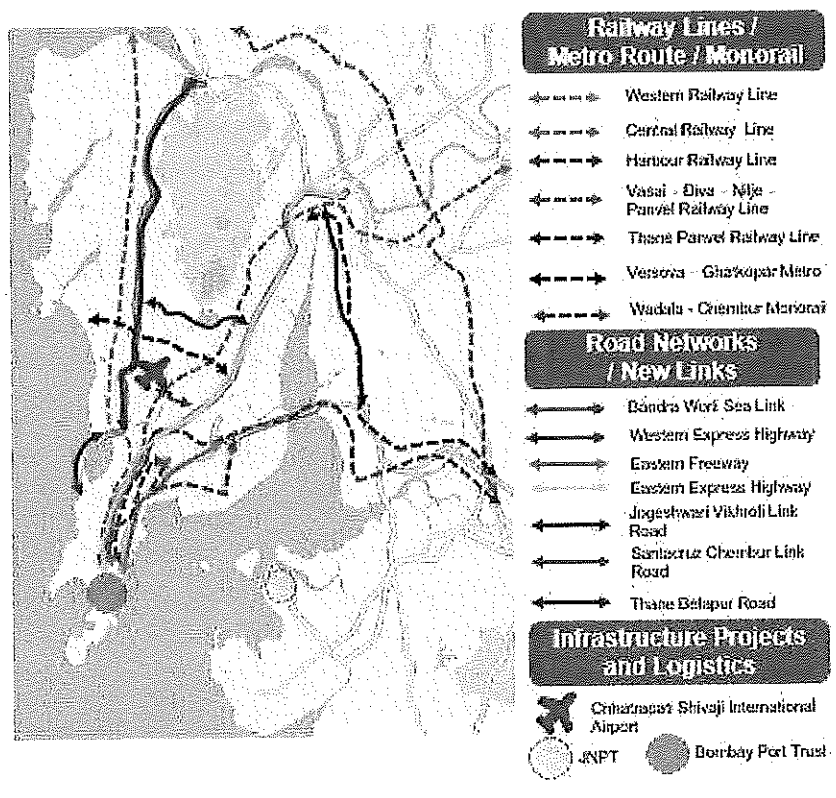 Railway Lines /
Metro Route / Monorail
Western Railway Line
Central Railway Line
Harbour Railway Line
Vasai - Diva - Nilje -
Panvel Railway Line
Thane Panvel Railway Line
Versova - Ghatkopar Metro
Wadala - Chembur Monorail
Road Networks
/ New Links
Bandra Worli Sea Link
Western Express Highway
Eastern Freeway
Eastern Express Highway
Jogeshwari Vikhroli Link
Road
Santacruz Chembur Link
Road
Thane Belapur Road
Infrastructure Projects
and Logistics
Chhatrapati Shivaji International
Airport
JNPT
Bombay Port Trust